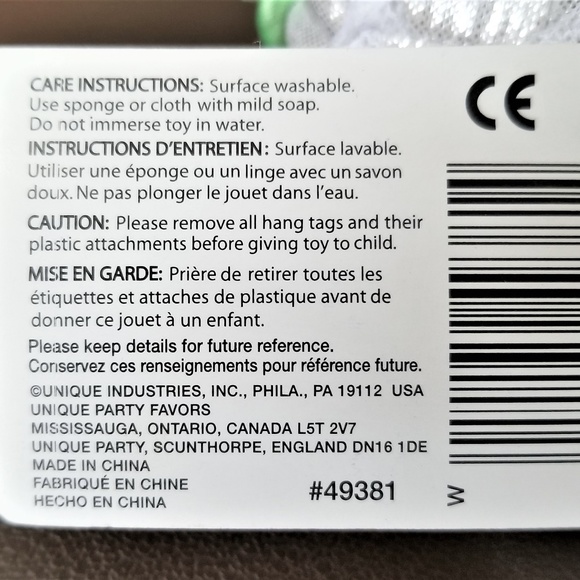 CARE INSTRUCTIONS: Surface washable.
Use sponge or cloth with mild soap.
Do not immerse toy in water.
INSTRUCTIONS D'ENTRETIEN: Surface lavable.
Utiliser une éponge ou un linge avec un savon
doux. Ne pas plonger le jouet dans l'eau.
CAUTION: Please remove all hang tags and their
plastic attachments before giving toy to child.
MISE EN GARDE: Prière de retirer toutes les
étiquettes et attaches de plastique avant de
donner ce jouet à un enfant.
Please keep details for future reference.
Conservez ces renseignements pour référence future.
©UNIQUE INDUSTRIES, INC., PHILA., PA 19112 USA
UNIQUE PARTY FAVORS
MISSISSAUGA, ONTARIO, CANADA L5T 2V7
UNIQUE PARTY, SCUNTHORPE, ENGLAND DN16 1DE
MADE IN CHINA
FABRIQUÉ EN CHINE
HECHO EN CHINA
#49381
CE
W